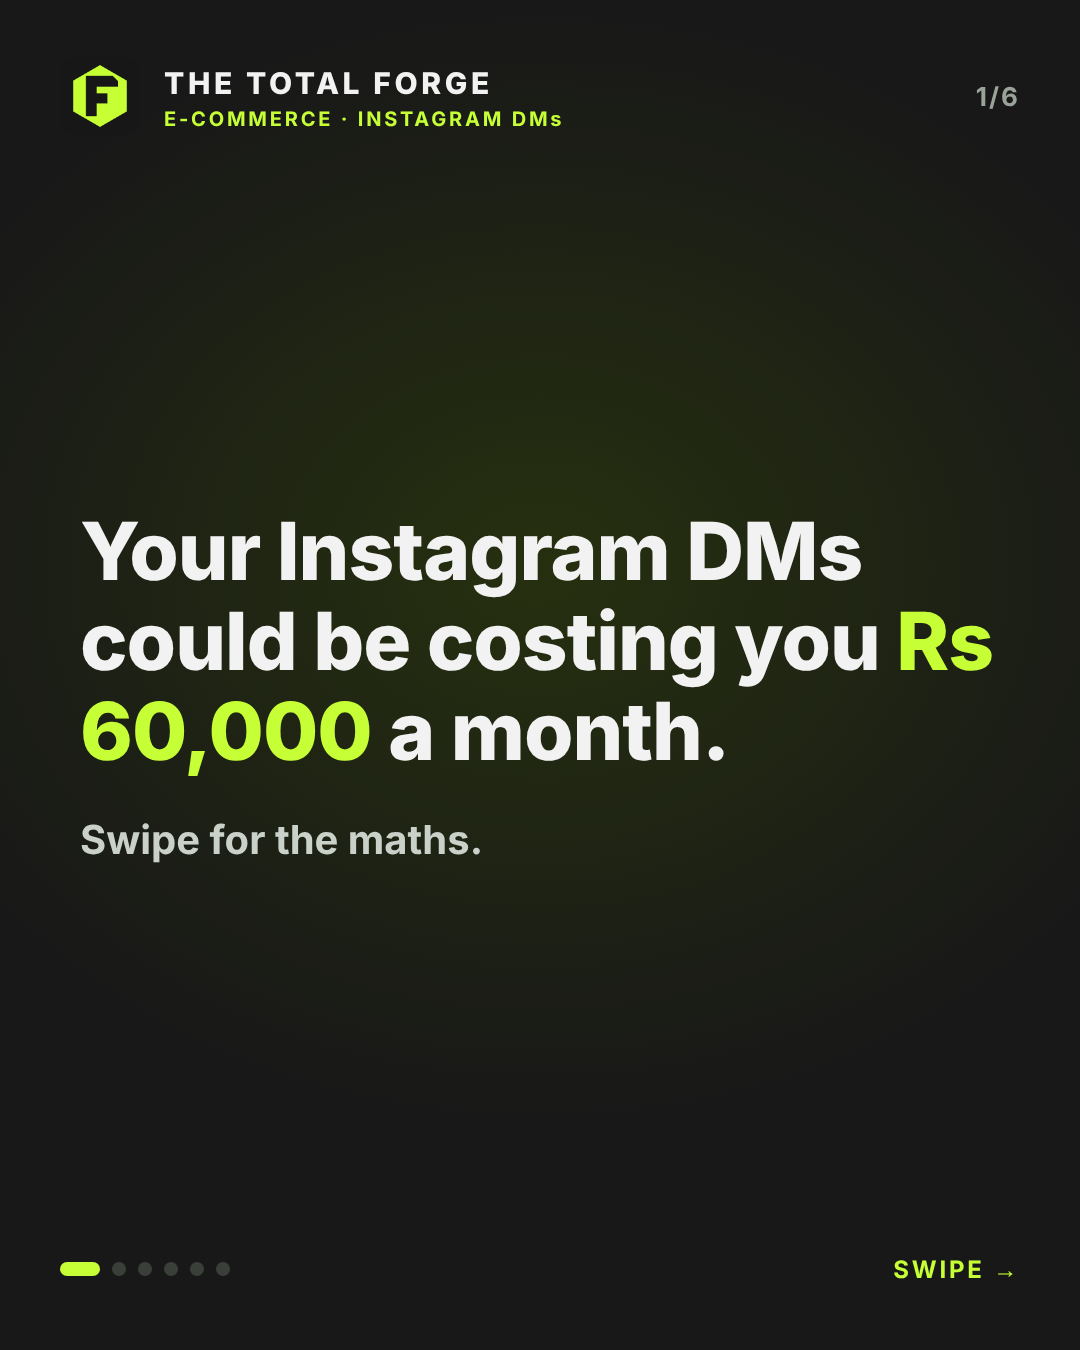 THE TOTAL FORGE
E-COMMERCE · INSTAGRAM DMs
1/6
Your Instagram DMs
could be costing you Rs
60,000 a month.
Swipe for the maths.
SWIPE →